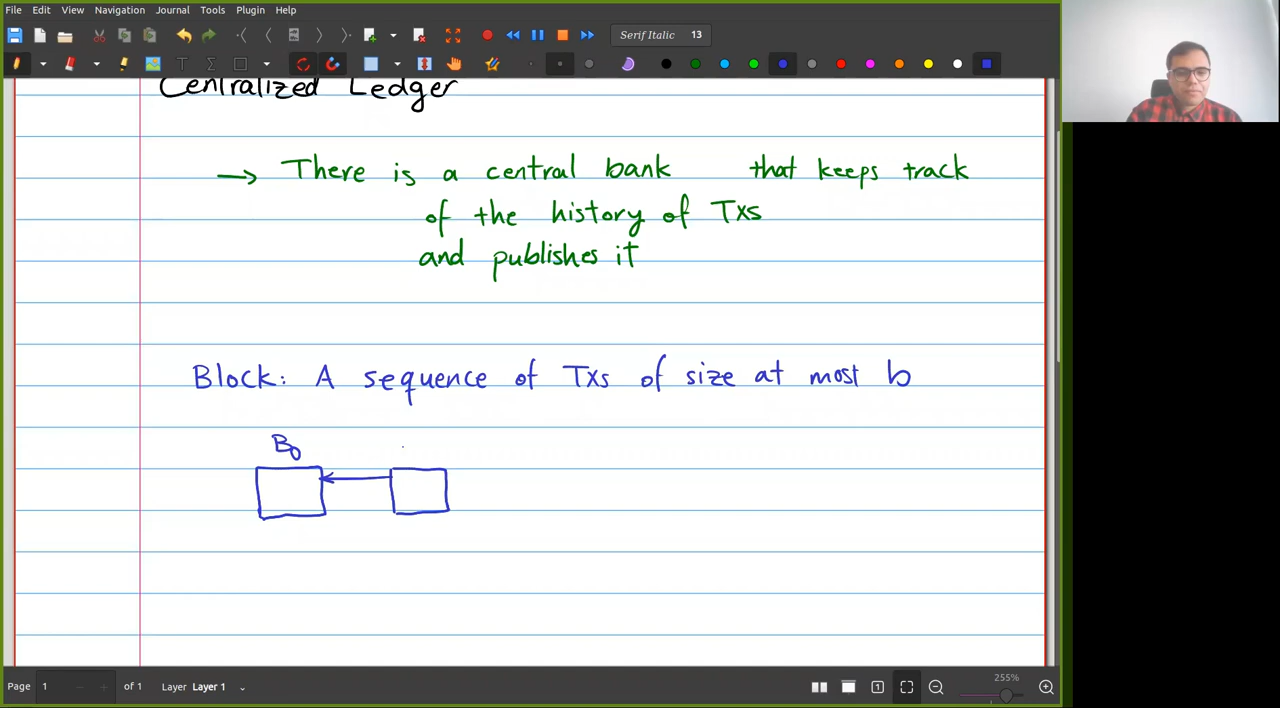 File Edit View Navigation Journal Tools Plugin Help
Serif Italic 13
Centralized Ledger
→ There is a central bank that keeps track
of the history of Txs
and publishes it
Block: A sequence of Txs of size at most b
B0
Page 1 of 1 Layer Layer 1 255%